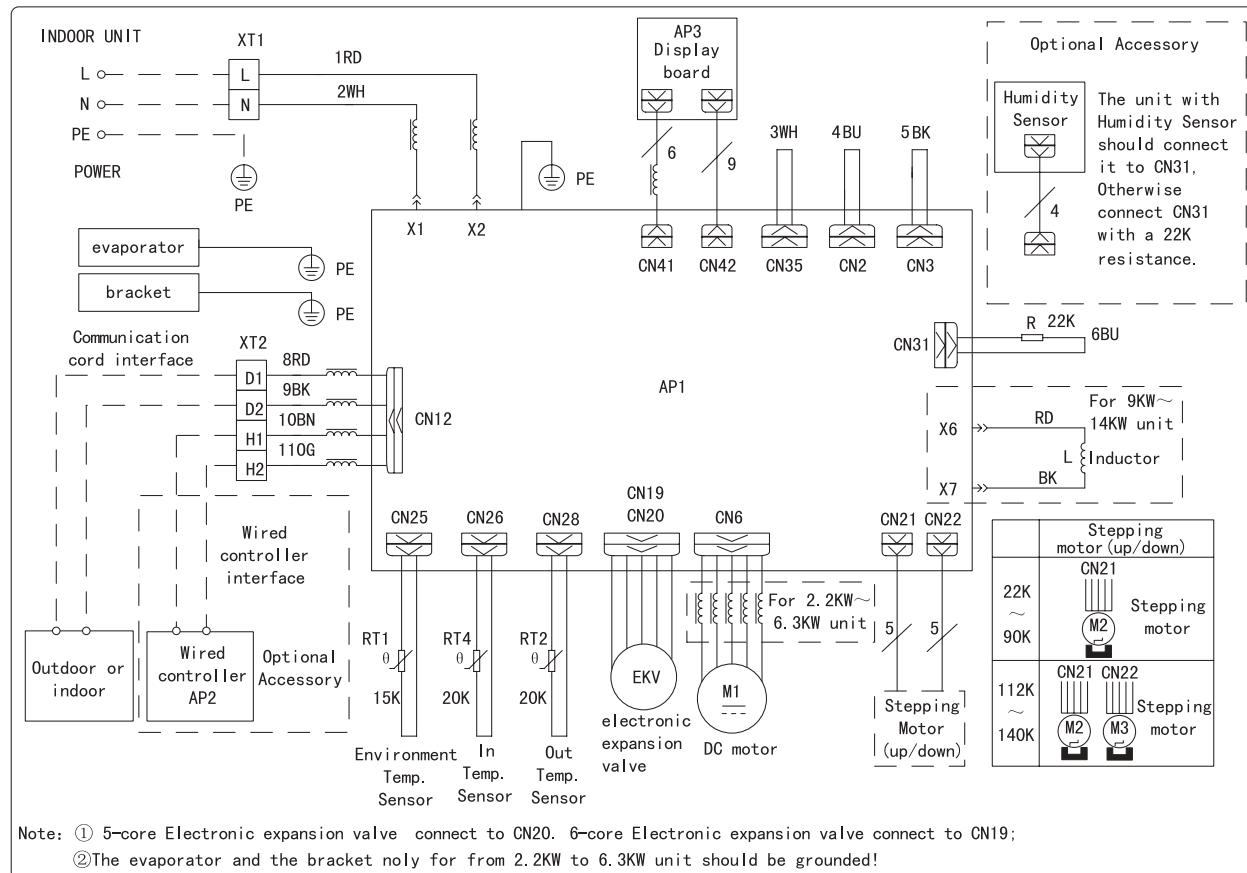 INDOOR UNIT
XT1
L
L
1RD
N
N
2WH
PE
POWER
PE
X1
X2
PE
AP3
Display
board
6
9
3WH
4BU
5BK
CN41
CN42
CN35
CN2
CN3
Optional Accessory
Humidity
Sensor
4
The unit with
Humidity Sensor
should connect
it to CN31,
Otherwise
connect CN31
with a 22K
resistance.
evaporator
PE
bracket
PE
Communication
cord interface
XT2
8RD
D1
9BK
D2
10BN
H1
11OG
H2
CN12
AP1
CN31
R
22K
6BU
For 9KW～
14KW unit
X6
RD
L
Inductor
X7
BK
Wired
controller
interface
Outdoor or
indoor
Wired
controller
AP2
Optional
Accessory
CN25
CN26
CN28
CN19
CN20
CN6
CN21
CN22
RT1
θ
15K
RT4
θ
20K
RT2
θ
20K
EKV
M1
For 2.2KW～
6.3KW unit
5
5
Environment
Temp.
Sensor
In
Temp.
Sensor
Out
Temp.
Sensor
electronic
expansion
valve
DC motor
Stepping
Motor
(up/down)
Stepping
motor(up/down)
22K
～
90K
CN21
M2
Stepping
motor
112K
～
140K
CN21
CN22
M2
M3
Stepping
motor
Note: ① 5-core Electronic expansion valve connect to CN20. 6-core Electronic expansion valve connect to CN19;
②The evaporator and the bracket noly for from 2.2KW to 6.3KW unit should be grounded!